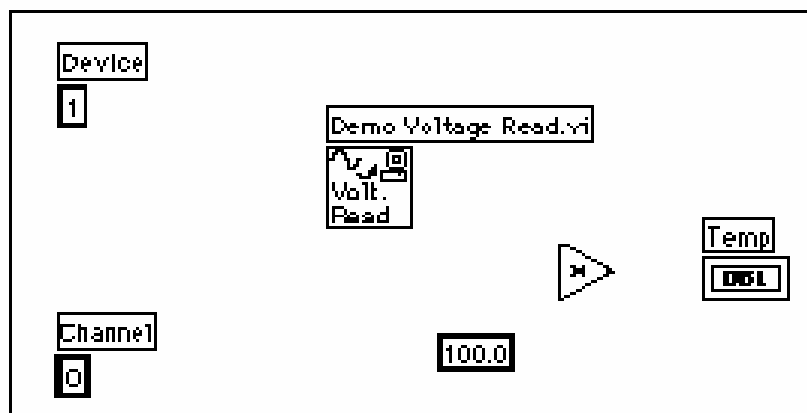 Device
1
Demo Voltage Read.vi
Volt.
Read
Temp
DBL
x
Channel
0
100.0